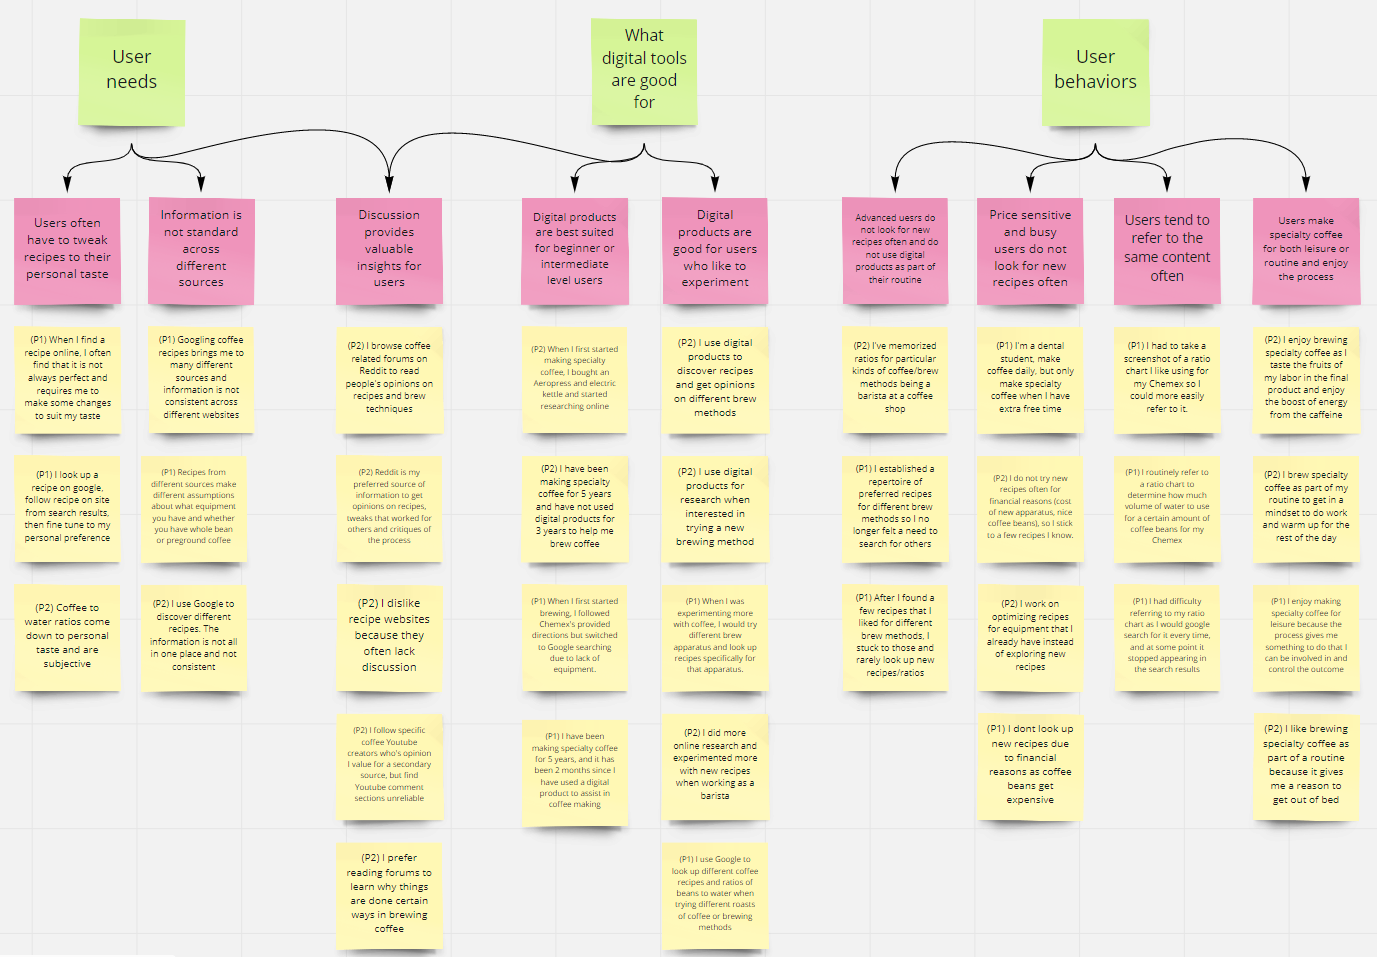 User
needs
What
digital tools
are good
for
User
behaviors
Users often
have to tweak
recipes to their
personal taste
Information is
not standard
across
different
sources
Discussion
provides
valuable
insights for
users
Digital products
are best suited
for beginner or
intermediate
level users
Digital
products are
good for users
who like to
experiment
Advanced uesrs do
not look for new
recipes often and do
not use digital
products as part of
their routine
Price sensitive
and busy
users do not
look for new
recipes often
Users tend to
refer to the
same content
often
Users make
specialty coffee
for both leisure or
routine and enjoy
the process
(P1) When I find a
recipe online, I often
find that it is not
always perfect and
requires me to
make some changes
to suit my taste
(P1) Googling coffee
recipes brings me to
many different
sources and
information is not
consistent across
different websites
(P2) I browse coffee
related forums on
Reddit to read
people's opinions on
recipes and brew
techniques
(P2) When I first started
making specialty
coffee, I bought an
Aeropress and electric
kettle and started
researching online
(P2) I use digital
products to
discover recipes
and get opinions
on different brew
methods
(P2) I've memorized
ratios for particular
kinds of coffee/brew
methods being a
barista at a coffee
shop
(P1) I'm a dental
student, make
coffee daily, but only
make specialty
coffee when I have
extra free time
(P1) I had to take a
screenshot of a ratio
chart I like using for
my Chemex so I
could more easily
refer to it.
(P2) I enjoy brewing
specialty coffee as I
taste the fruits of
my labor in the final
product and enjoy
the boost of energy
from the caffeine
(P1) I look up a
recipe on google,
follow recipe on site
from search results,
then fine tune to my
personal preference
(P1) Recipes from
different sources make
different assumptions
about what equipment
you have and whether
you have whole bean
or preground coffee
(P2) Reddit is my
preferred source of
information to get
opinions on recipes,
tweaks that worked for
others and critiques of
the process
(P2) I have been
making specialty
coffee for 5 years
and have not used
digital products for
3 years to help me
brew coffee
(P2) I use digital
products for
research when
interested in
trying a new
brewing method
(P1) I established a
repertoire of
preferred recipes
for different brew
methods so I no
longer felt a need to
search for others
(P2) I do not try new
recipes often for
financial reasons (cost
of new apparatus, nice
coffee beans), so I stick
to a few recipes I know.
(P1) I routinely refer to
a ratio chart to
determine how much
volume of water to use
for a certain amount of
coffee beans for my
Chemex
(P2) I brew specialty
coffee as part of my
routine to get in a
mindset to do work
and warm up for the
rest of the day
(P2) Coffee to
water ratios come
down to personal
taste and are
subjective
(P2) I use Google to
discover different
recipes. The
information is not all
in one place and not
consistent
(P2) I dislike
recipe websites
because they
often lack
discussion
(P1) When I first started
brewing, I followed
Chemex's provided
directions but switched
to Google searching
due to lack of
equipment.
(P1) When I was
experimenting more
with coffee, I would try
different brew
apparatus and look up
recipes specifically for
that apparatus.
(P1) After I found a
few recipes that I
liked for different
brew methods, I
stuck to those and
rarely look up new
recipes/ratios
(P2) I work on
optimizing recipes
for equipment that I
already have instead
of exploring new
recipes
(P1) I had difficulty
referring to my ratio
chart as I would google
search for it every time,
and at some point it
stopped appearing in
the search results
(P1) I enjoy making
specialty coffee for
leisure because the
process gives me
something to do that I
can be involved in and
control the outcome
(P2) I follow specific
coffee Youtube
creators who's opinion
I value for a secondary
source, but find
Youtube comment
sections unreliable
(P1) I have been
making specialty coffee
for 5 years, and it has
been 2 months since I
have used a digital
product to assist in
coffee making
(P2) I did more
online research and
experimented more
with new recipes
when working as a
barista
(P1) I dont look up
new recipes due to
financial
reasons as coffee
beans get
expensive
(P2) I like brewing
specialty coffee as
part of a routine
because it gives
me a reason to
get out of bed
(P2) I prefer
reading forums to
learn why things
are done certain
ways in brewing
coffee
(P1) I use Google to
look up different coffee
recipes and ratios of
beans to water when
trying different roasts
of coffee or brewing
methods